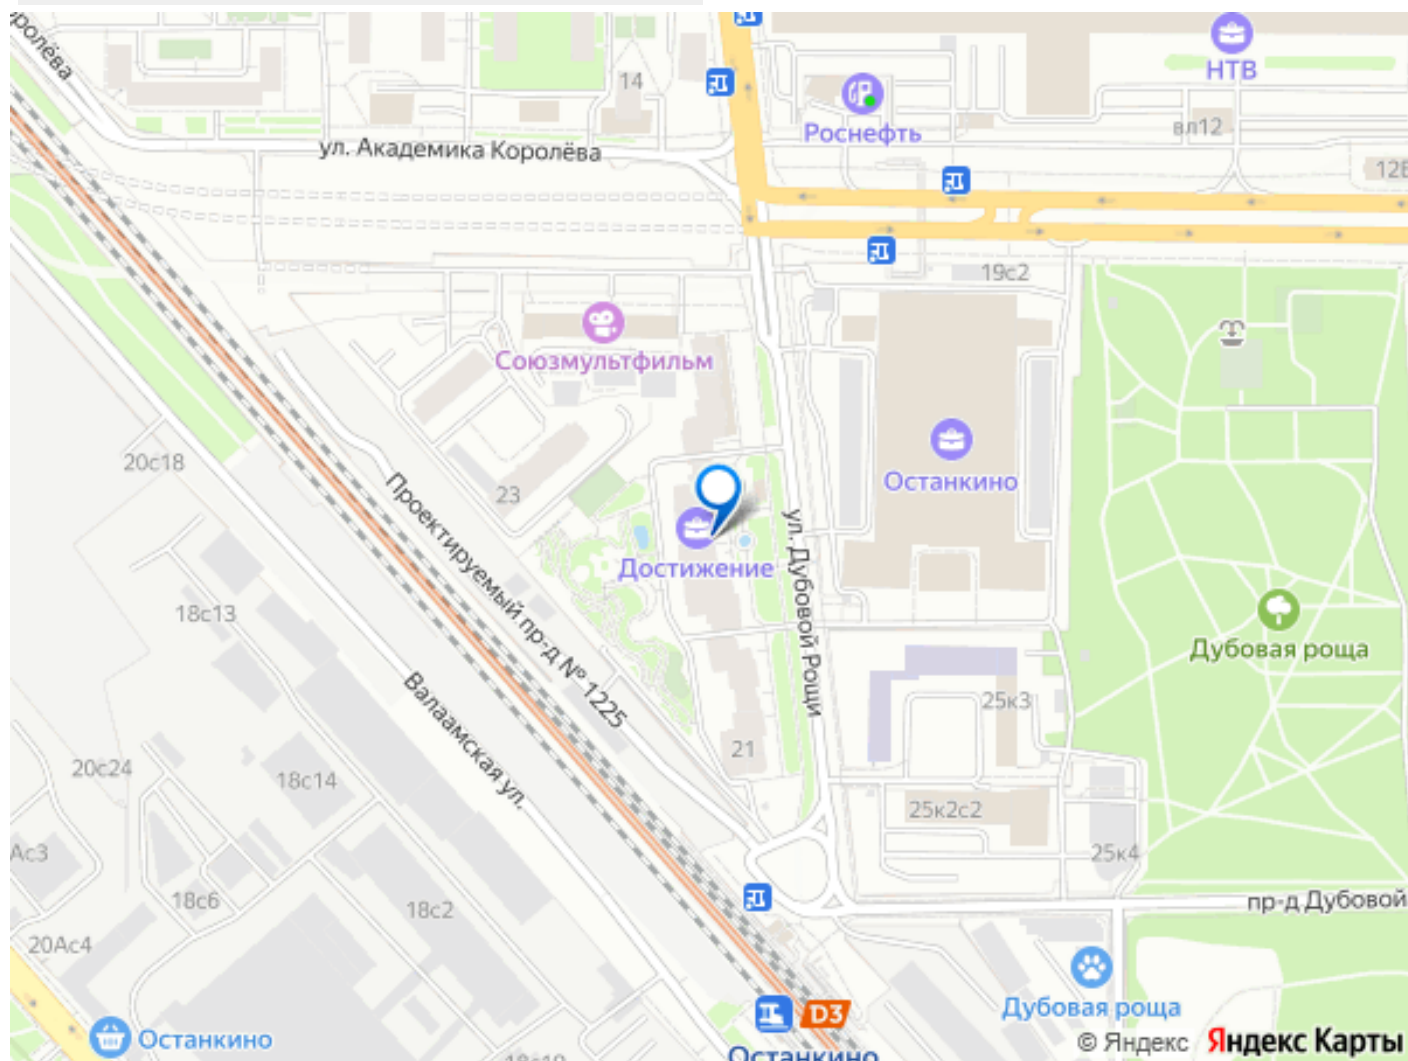 НТВ
ролёва
14
Роснефть
вл12
ул. Академика Королёва
12Б
19с2
Союзмультфильм
20с18
Останкино
23
Проектируемый пр-д № 1225
ул. Дубовой Рощи
Достижение
18с13
Дубовая роща
25к3
Валаамская ул.
21
20с24
18с14
25к2с2
Ас3
25к4
18с6
18с2
пр-д Дубовой
20Ас4
Дубовая роща
D3
Останкино
© Яндекс Яндекс Карты
Останкино